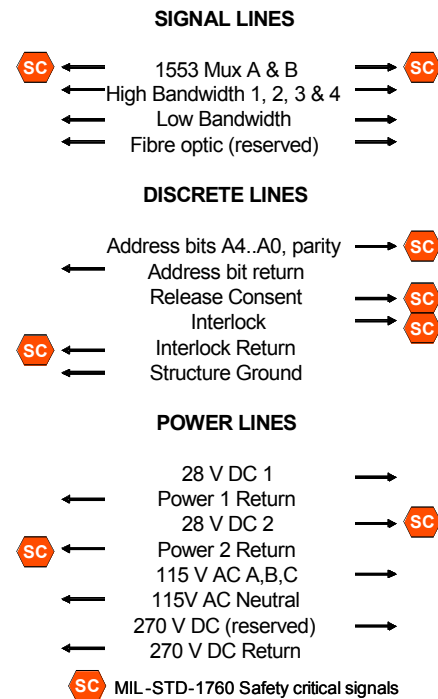 SIGNAL LINES
SC 1553 Mux A & B SC
High Bandwidth 1, 2, 3 & 4
Low Bandwidth
Fibre optic (reserved)
DISCRETE LINES
Address bits A4..A0, parity SC
Address bit return
Release Consent SC
Interlock SC
SC Interlock Return
Structure Ground
POWER LINES
28 V DC 1
Power 1 Return
28 V DC 2 SC
SC Power 2 Return
115 V AC A,B,C
115V AC Neutral
270 V DC (reserved)
270 V DC Return
SC MIL-STD-1760 Safety critical signals